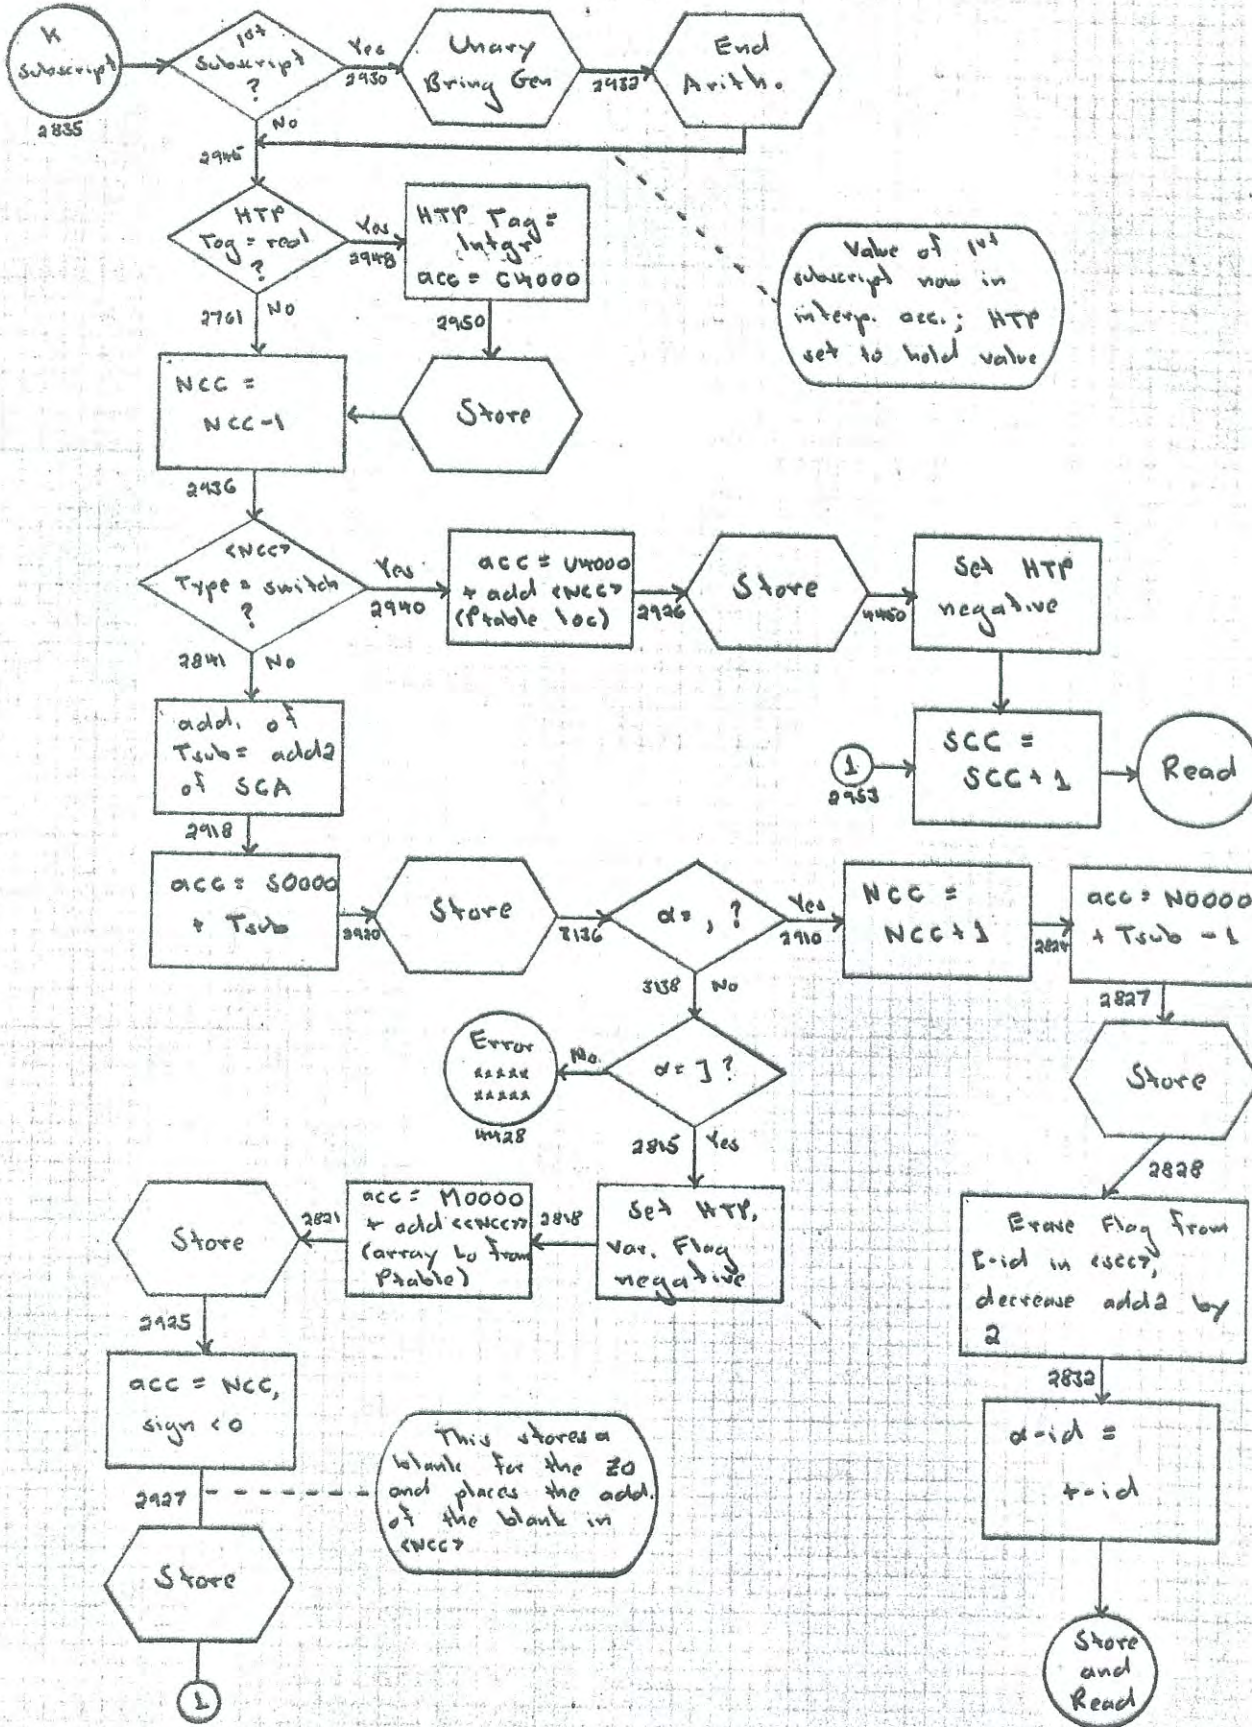 K
Subscript
2835
1st
Subscript
?
Yes
2930
Unary
Bring Gen
2932
End
Arith.
No
2945
HTP
Tag = real
?
Yes
2948
HTP Tag =
Intgr
acc = C4000
2950
Store
2761
No
Value of 1st
subscript now in
interp. acc.; HTP
set to hold value
NCC =
NCC-1
2936
<NCC>
Type = switch
?
Yes
2940
acc = U4000
+ add <NCC>
(Ptable loc)
2926
Store
4450
Set HTP
negative
2841
No
add. of
Tsub = add2
of SCA
1
2953
SCC =
SCC+1
Read
2918
acc = S0000
+ Tsub
2920
Store
3136
α = , ?
Yes
2910
NCC =
NCC+1
2824
acc = N0000
+ Tsub -1
2827
Store
3138
No
α = ] ?
No
Error
xxxxx
xxxxx
4428
2815
Yes
Set HTP,
var. Flag
negative
2818
acc = M0000
+ add <<NCC>>
(array Lo from
Ptable)
2821
Store
2828
Erase Flag from
[-id in <SCC>,
decrease add2 by
2
2925
acc = NCC,
sign < 0
2927
This stores a
blank for the Z0
and places the add.
of the blank in
<NCC>
Store
1
2832
α-id =
+-id
Store
and
Read